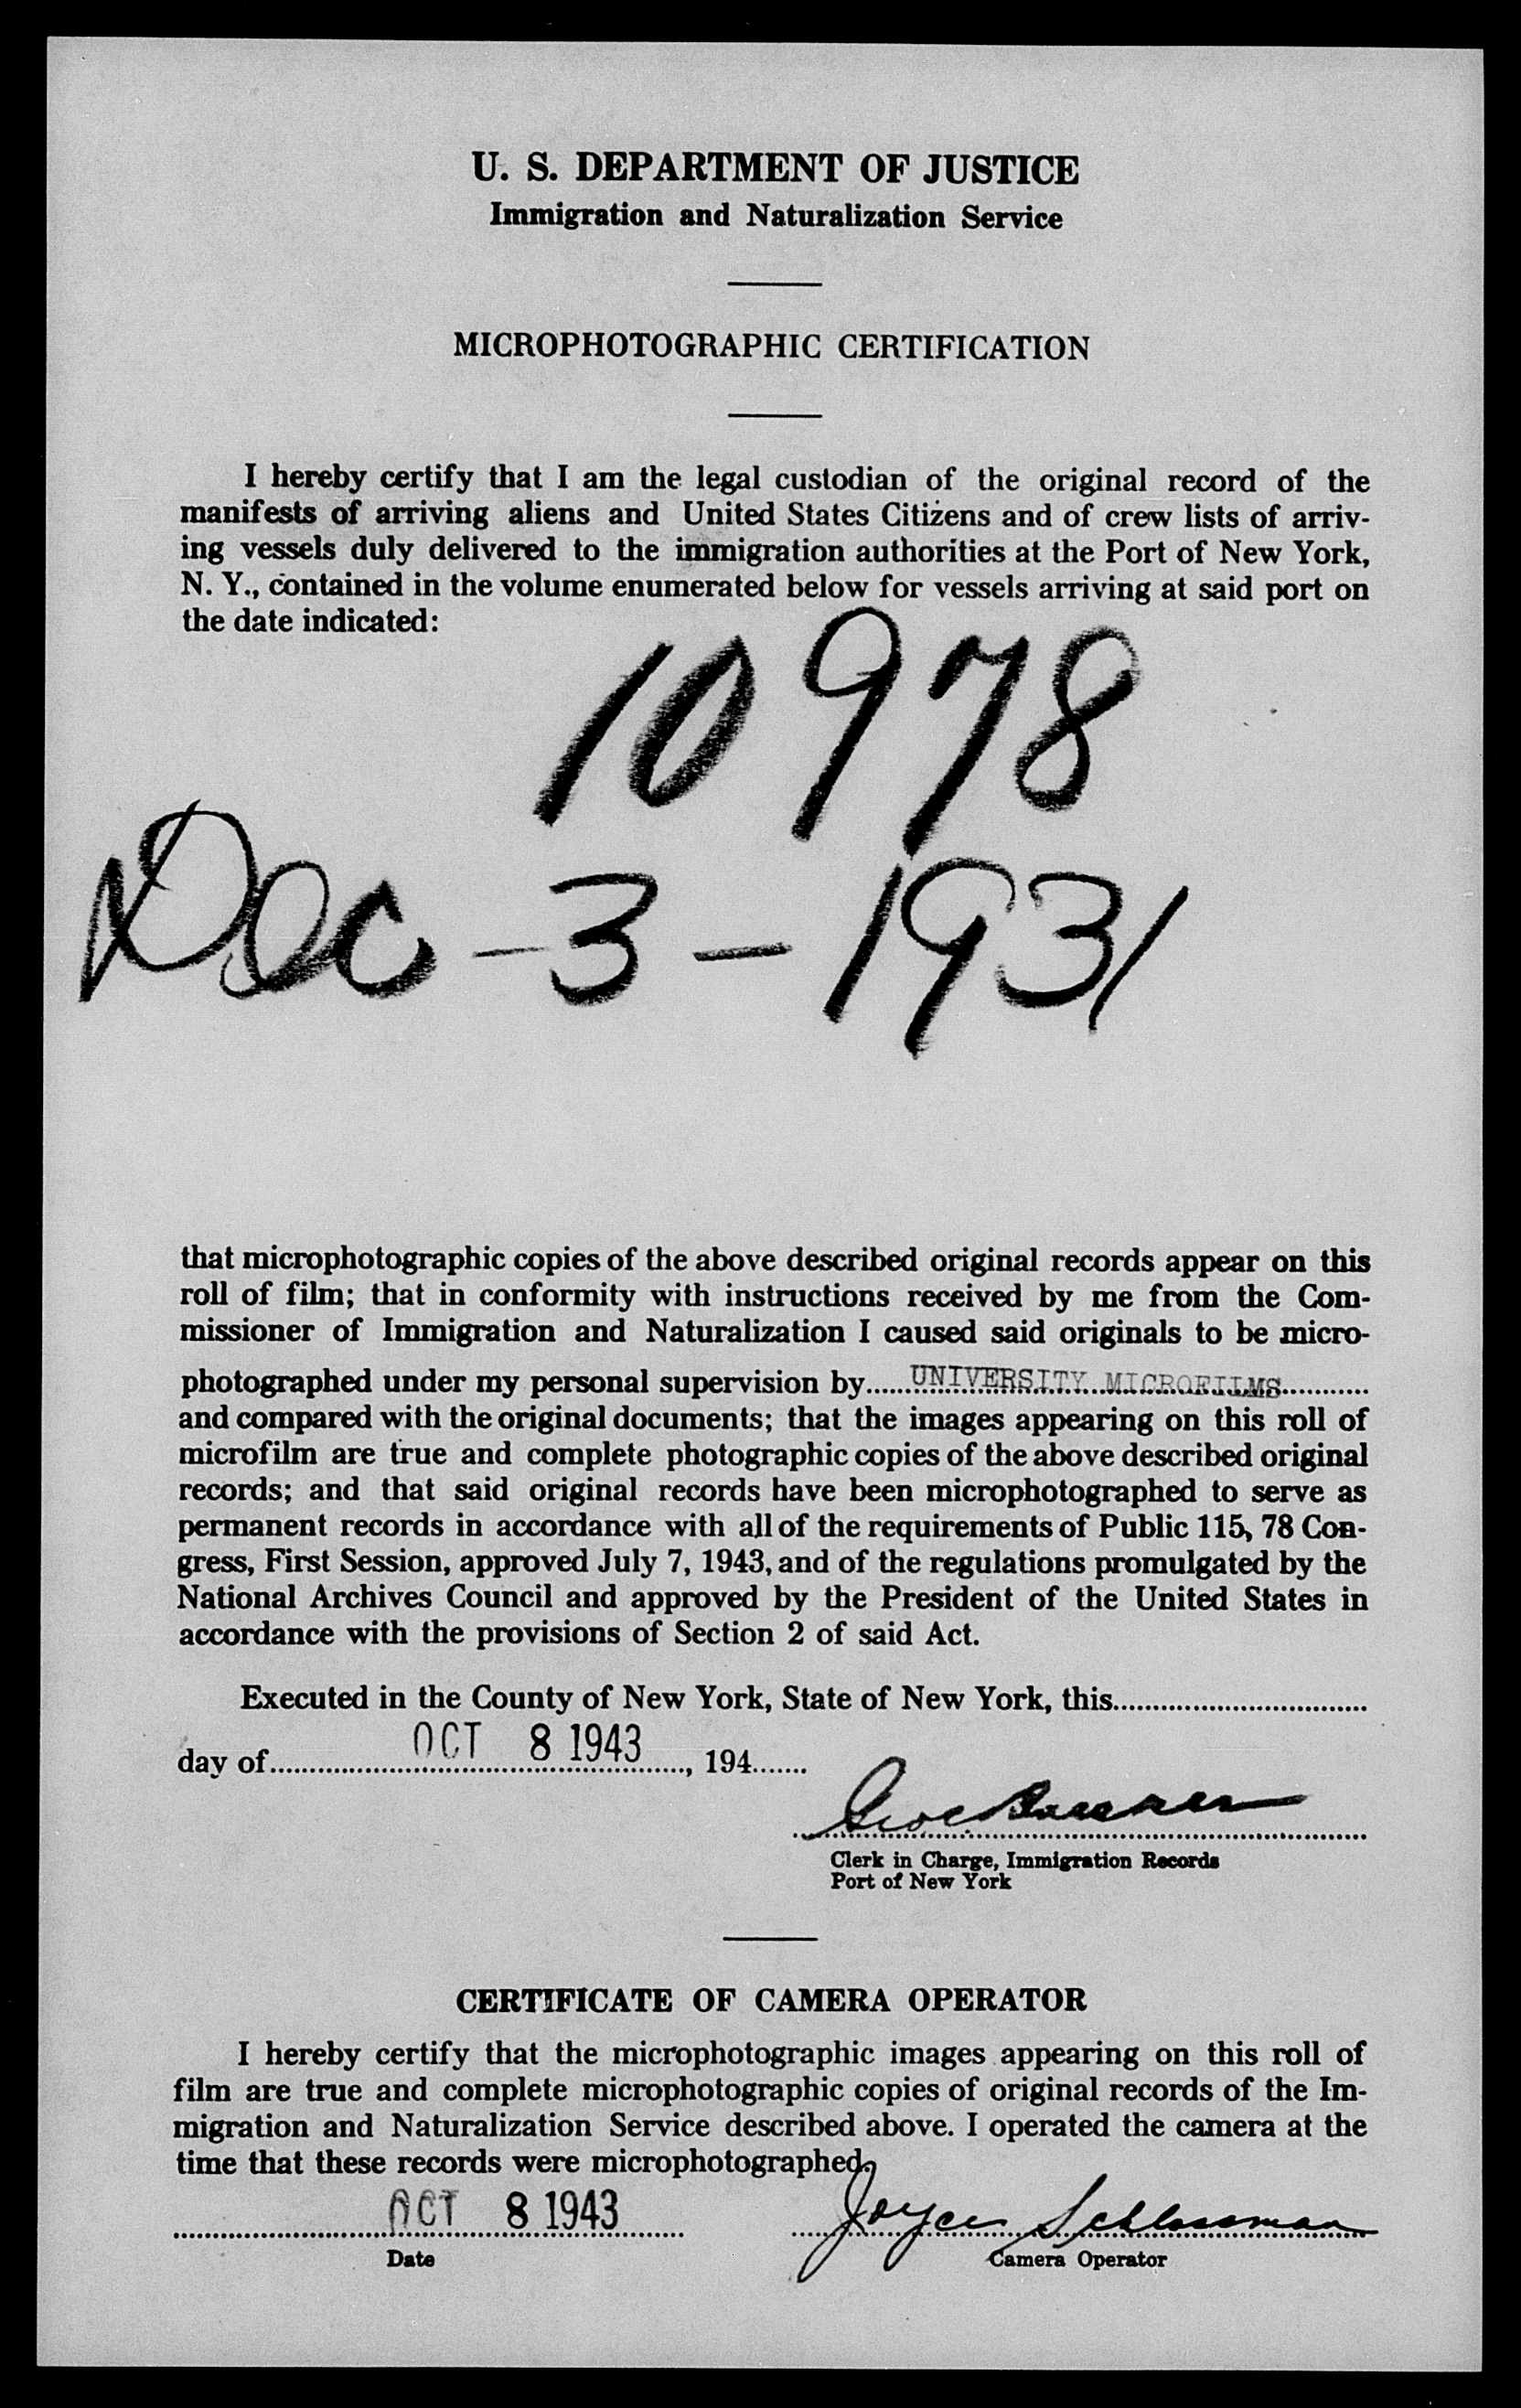 U. S. DEPARTMENT OF JUSTICE
Immigration and Naturalization Service
MICROPHOTOGRAPHIC CERTIFICATION
I hereby certify that I am the legal custodian of the original record of the
manifests of arriving aliens and United States Citizens and of crew lists of arriv-
ing vessels duly delivered to the immigration authorities at the Port of New York,
N. Y., contained in the volume enumerated below for vessels arriving at said port on
the date indicated:
10978
Dec - 3 - 1931
that microphotographic copies of the above described original records appear on this
roll of film; that in conformity with instructions received by me from the Com-
missioner of Immigration and Naturalization I caused said originals to be micro-
photographed under my personal supervision by......UNIVERSITY MICROFILMS............
and compared with the original documents; that the images appearing on this roll of
microfilm are true and complete photographic copies of the above described original
records; and that said original records have been microphotographed to serve as
permanent records in accordance with all of the requirements of Public 115, 78 Con-
gress, First Session, approved July 7, 1943, and of the regulations promulgated by the
National Archives Council and approved by the President of the United States in
accordance with the provisions of Section 2 of said Act.
Executed in the County of New York, State of New York, this................................
day of................OCT 8 1943......, 194.......
Clerk in Charge, Immigration Records
Port of New York
CERTIFICATE OF CAMERA OPERATOR
I hereby certify that the microphotographic images appearing on this roll of
film are true and complete microphotographic copies of original records of the Im-
migration and Naturalization Service described above. I operated the camera at the
time that these records were microphotographed.
OCT 8 1943 Joyce Schlossman
Date Camera Operator